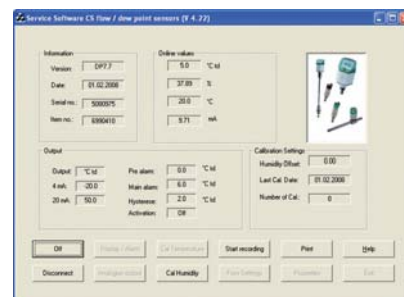 Service Software CS flow / dew point sensors (V 4.22)
Information
Version: DP7.7
Date: 01.02.2006
Serial no.:
Item no.:
Online values
5.0 °C td
37.89 %
20.0 °C
9.71 mA
Output
Output: °C td
4 mA: -20.0
20 mA: 50.0
Pre alarm: 0.0 °C td
Main alarm: 6.0 °C td
Hysterese: 2.0 °C td
Activation: Off
Calibration Settings
Humidity Offset: 0.00
Last Cal. Date: 01.02.2006
Number of Cal.: 0
Off
Display / Alarm
Cal Temperature
Start recording
Print
Help
Disconnect
Analogue output
Cal Humidity
Exit